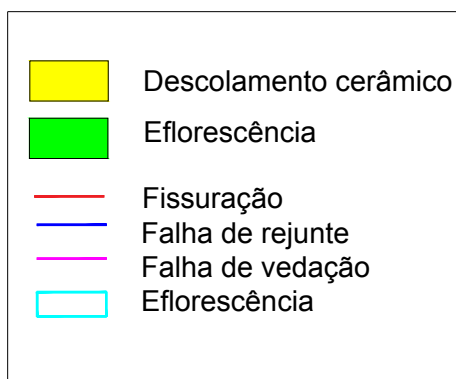 Descolamento cerâmico
Eflorescência
Fissuração
Falha de rejunte
Falha de vedação
Eflorescência